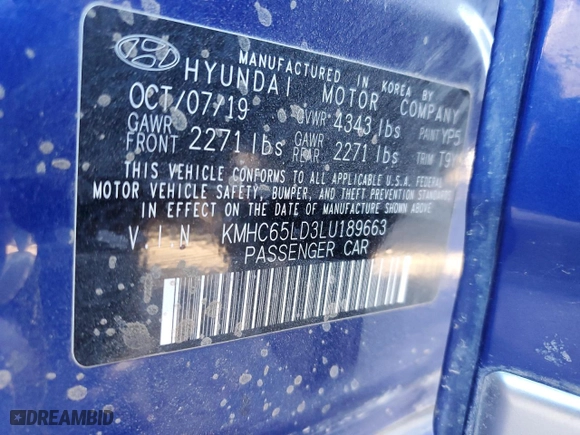 MANUFACTURED IN KOREA BY
HYUNDAI MOTOR COMPANY
OCT/07/19 GVWR 4343 lbs PAINT YP5
GAWR FRONT 2271 lbs GAWR REAR 2271 lbs TRIM
THIS VEHICLE CONFORMS TO ALL APPLICABLE U.S.A. FEDERAL
MOTOR VEHICLE SAFETY, BUMPER, AND THEFT PREVENTION STANDARDS
IN EFFECT ON THE DATE OF MANUFACTURE SHOWN ABOVE.
V.I.N KMHC65LD3LU189663
PASSENGER CAR
DREAMBID